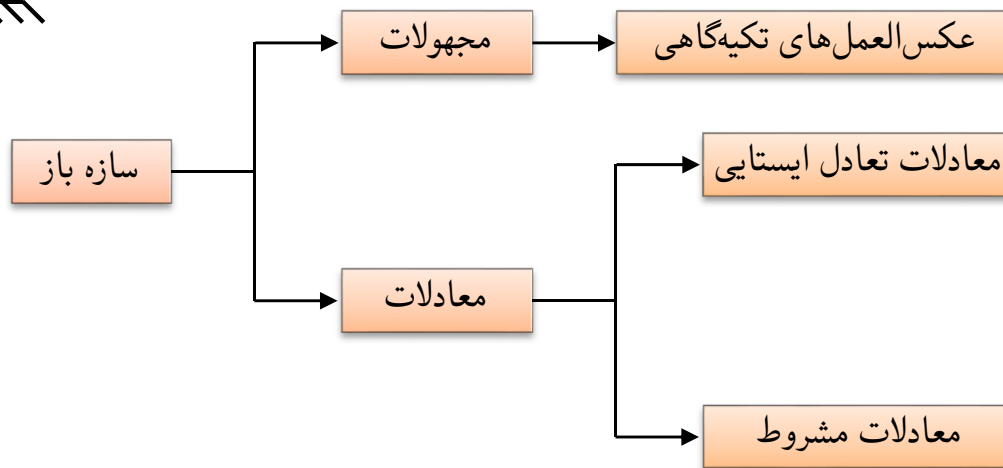 مجهولات
عکس‌العمل‌های تکیه‌گاهی
سازه باز
معادلات تعادل ایستایی
معادلات
معادلات مشروط